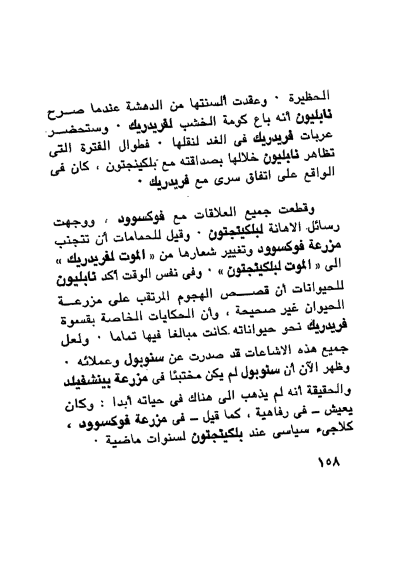 الحظيرة · وعقدت ألسنتها من الدهشة عندما صرح
نابليون أنه باع كومة الخشب لفريدريك · وستحضر
عربات فريدريك فى الغد لنقلها · فطوال الفترة التى
تظاهر نابليون خلالها بصداقته مع بلكينجتون ، كان فى
الواقع على اتفاق سرى مع فريدريك ·
وقطعت جميع العلاقات مع فوكسوود ، ووجهت
رسائل الاهانة لبلكينجتون · وقيل للحمامات أن تتجنب
مزرعة فوكسوود وتغيير شعارها من « الموت لفريدريك »
الى « الموت لبلكينجتون » · وفى نفس الوقت أكد نابليون
للحيوانات أن قصص الهجوم المرتقب على مزرعة
الحيوان غير صحيحة ، وأن الحكايات الخاصة بقسوة
فريدريك نحو حيواناته كانت مبالغا فيها تماما · ولعل
جميع هذه الاشاعات قد صدرت عن سنوبول وعملائه ·
وظهر الآن أن سنوبول لم يكن مختبئا فى مزرعة بينشفيلد
والحقيقة أنه لم يذهب الى هناك فى حياته أبدا : وكان
يعيش – فى رفاهية ، كما قيل – فى مزرعة فوكسوود ،
كلاجىء سياسى عند بلكينجتون لسنوات ماضية ·
١٥٨